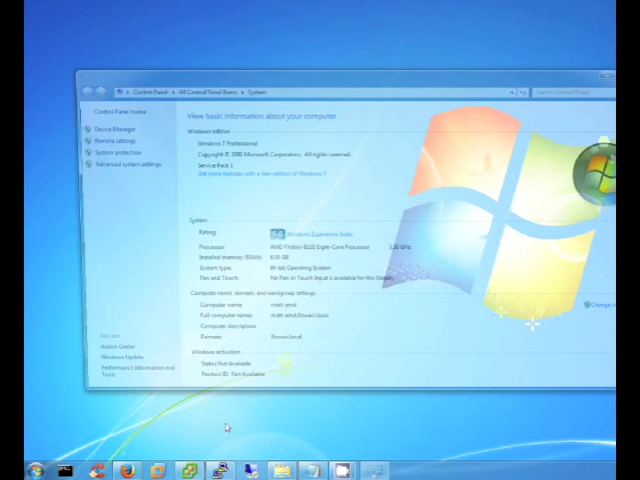 Control Panel ▸ All Control Panel Items ▸ System
Search Control Panel
Control Panel Home
Device Manager
Remote settings
System protection
Advanced system settings
View basic information about your computer
Windows edition
Windows 7 Professional
Copyright © 2009 Microsoft Corporation. All rights reserved.
Service Pack 1
Get more features with a new edition of Windows 7
System
Rating:
Windows Experience Index
Processor:
AMD FX(tm)-8320 Eight-Core Processor
Installed memory (RAM):
8.00 GB
System type:
64-bit Operating System
Pen and Touch:
No Pen or Touch Input is available for this Display
Computer name, domain, and workgroup settings
Computer name:
matt-amd
Full computer name:
Computer description:
Domain:
Windows activation
Status Not Available
Product ID: Not Available
See also
Action Center
Windows Update
Performance Information and
Tools